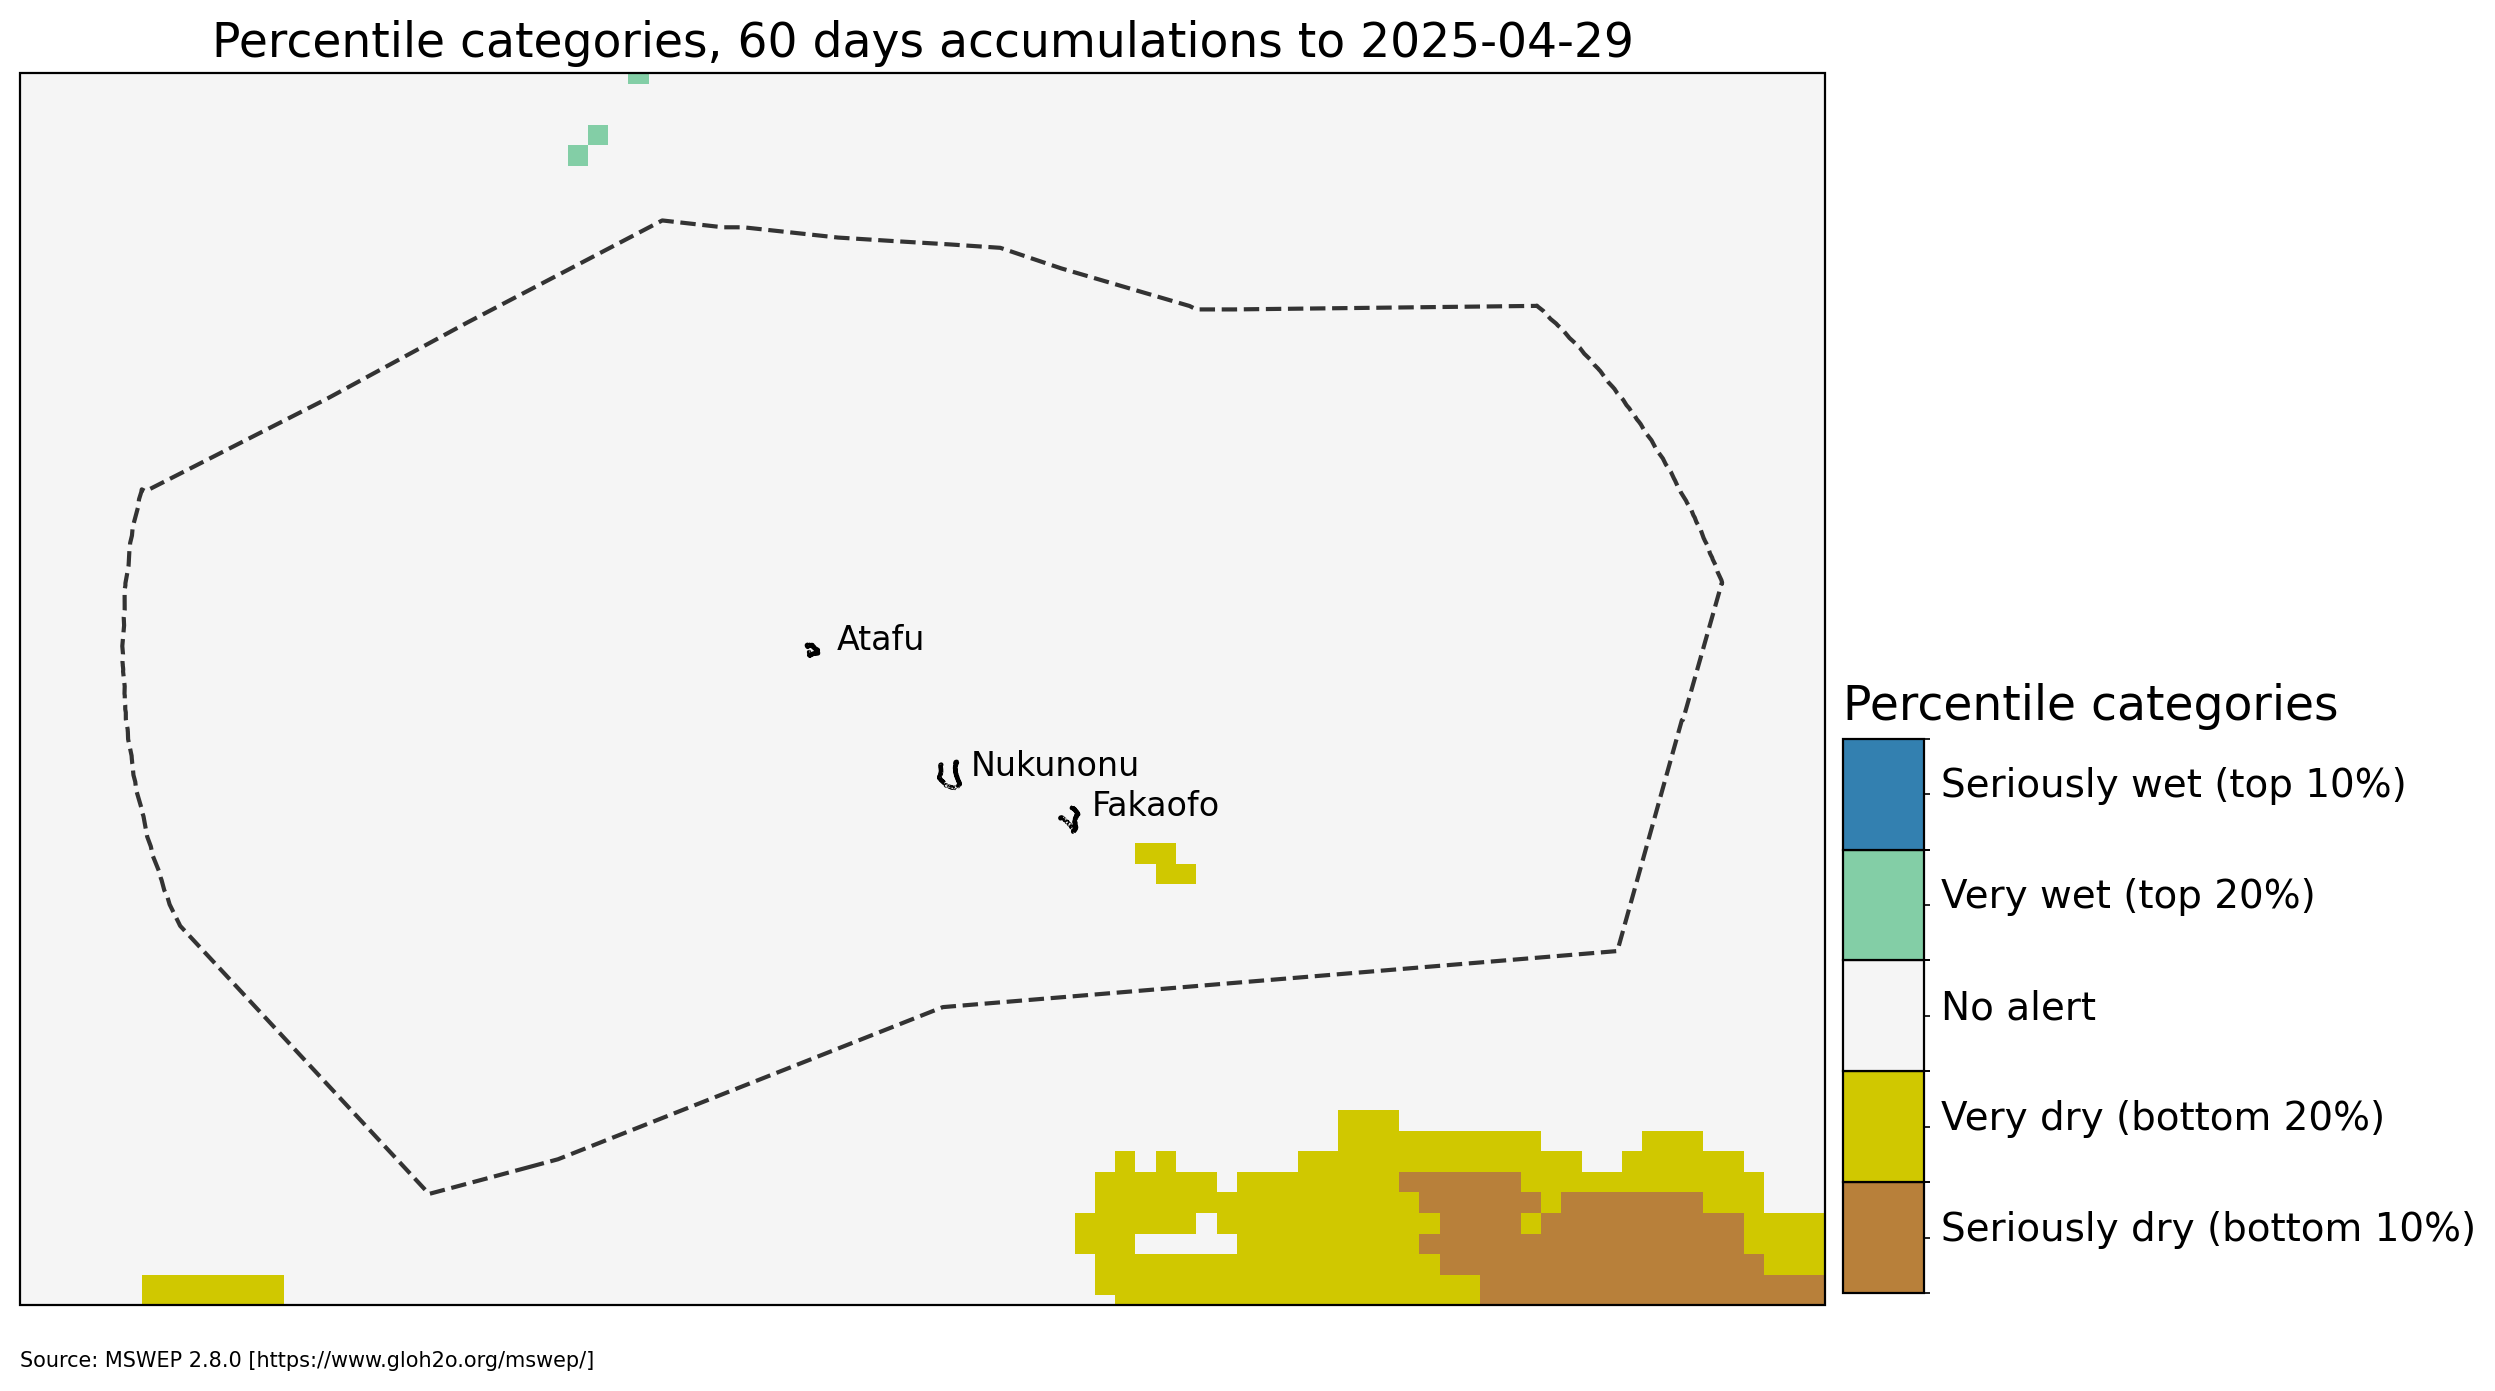 Percentile categories, 60 days accumulations to 2025-04-29
Atafu
Nukunonu
Fakaofo
Percentile categories
Seriously wet (top 10%)
Very wet (top 20%)
No alert
Very dry (bottom 20%)
Seriously dry (bottom 10%)
Source: MSWEP 2.8.0 [https://www.gloh2o.org/mswep/]